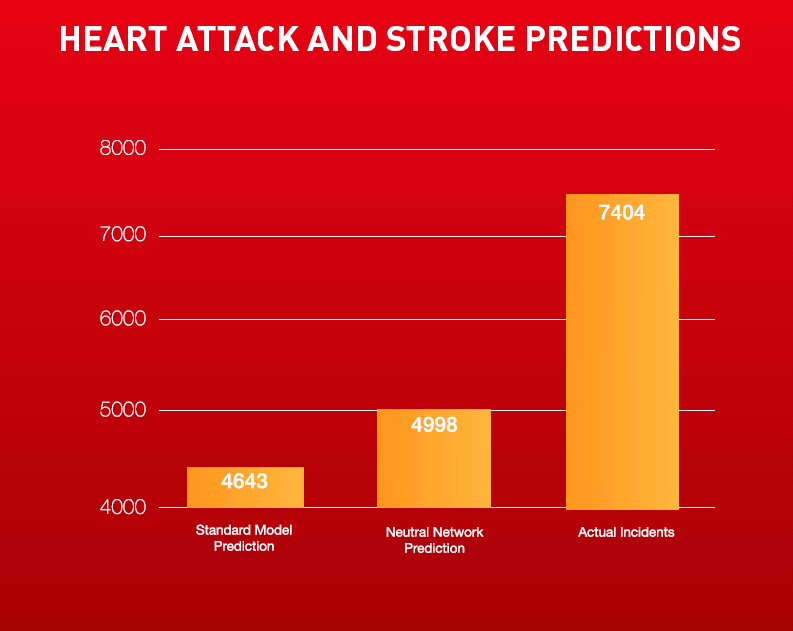 HEART ATTACK AND STROKE PREDICTIONS
8000
7000
6000
5000
4000
7404
4998
4643
Standard Model
Prediction
Neutral Network
Prediction
Actual Incidents